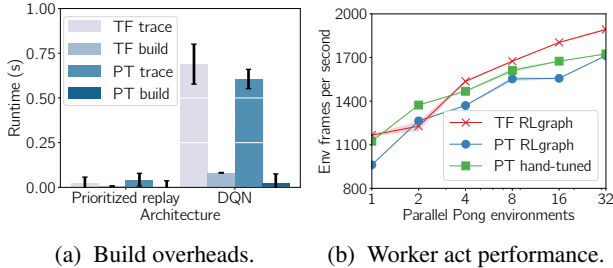 1.00
0.75
0.50
0.25
0.00
Runtime (s)
TF trace
TF build
PT trace
PT build
Prioritized replay
DQN
Architecture
(a) Build overheads.
2000
1700
1400
1100
800
Env frames per second
TF RLgraph
PT RLgraph
PT hand-tuned
1
2
4
8
16
32
Parallel Pong environments
(b) Worker act performance.